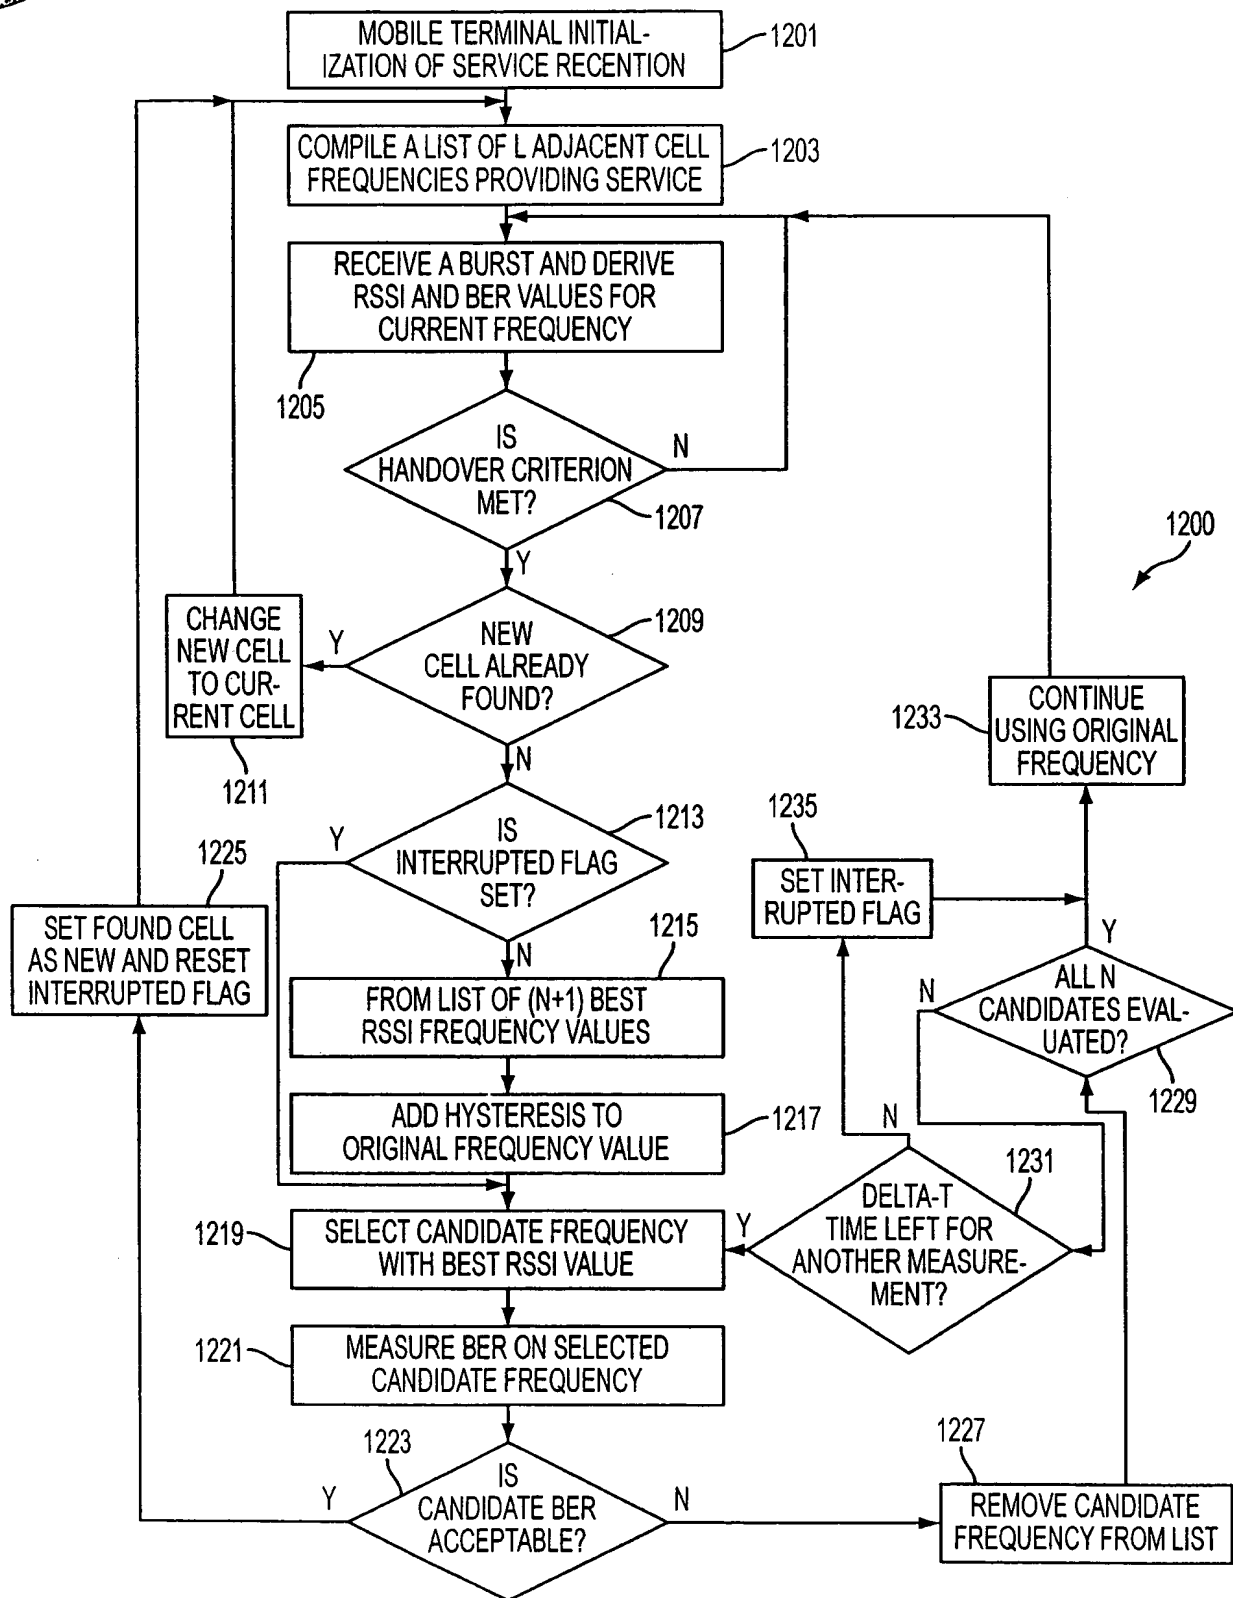 MOBILE TERMINAL INITIAL-
IZATION OF SERVICE RECENTION
1201
COMPILE A LIST OF L ADJACENT CELL
FREQUENCIES PROVIDING SERVICE
1203
RECEIVE A BURST AND DERIVE
RSSI AND BER VALUES FOR
CURRENT FREQUENCY
1205
IS
HANDOVER CRITERION
MET?
N
1207
Y
1200
CHANGE
NEW CELL
TO CUR-
RENT CELL
1211
Y
NEW
CELL ALREADY
FOUND?
1209
N
1233
CONTINUE
USING ORIGINAL
FREQUENCY
Y
IS
INTERRUPTED FLAG
SET?
1213
N
1235
SET INTER-
RUPTED FLAG
1225
SET FOUND CELL
AS NEW AND RESET
INTERRUPTED FLAG
1215
FROM LIST OF (N+1) BEST
RSSI FREQUENCY VALUES
Y
N
ALL N
CANDIDATES EVAL-
UATED?
1229
ADD HYSTERESIS TO
ORIGINAL FREQUENCY VALUE
1217
N
1231
DELTA-T
TIME LEFT FOR
ANOTHER MEASURE-
MENT?
Y
1219
SELECT CANDIDATE FREQUENCY
WITH BEST RSSI VALUE
1221
MEASURE BER ON SELECTED
CANDIDATE FREQUENCY
1223
Y
IS
CANDIDATE BER
ACCEPTABLE?
N
1227
REMOVE CANDIDATE
FREQUENCY FROM LIST